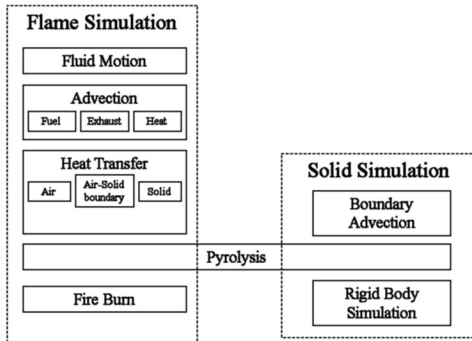 Flame Simulation
Fluid Motion
Advection
Fuel
Exhaust
Heat
Heat Transfer
Air
Air-Solid
boundary
Solid
Pyrolysis
Fire Burn
Solid Simulation
Boundary
Advection
Rigid Body
Simulation